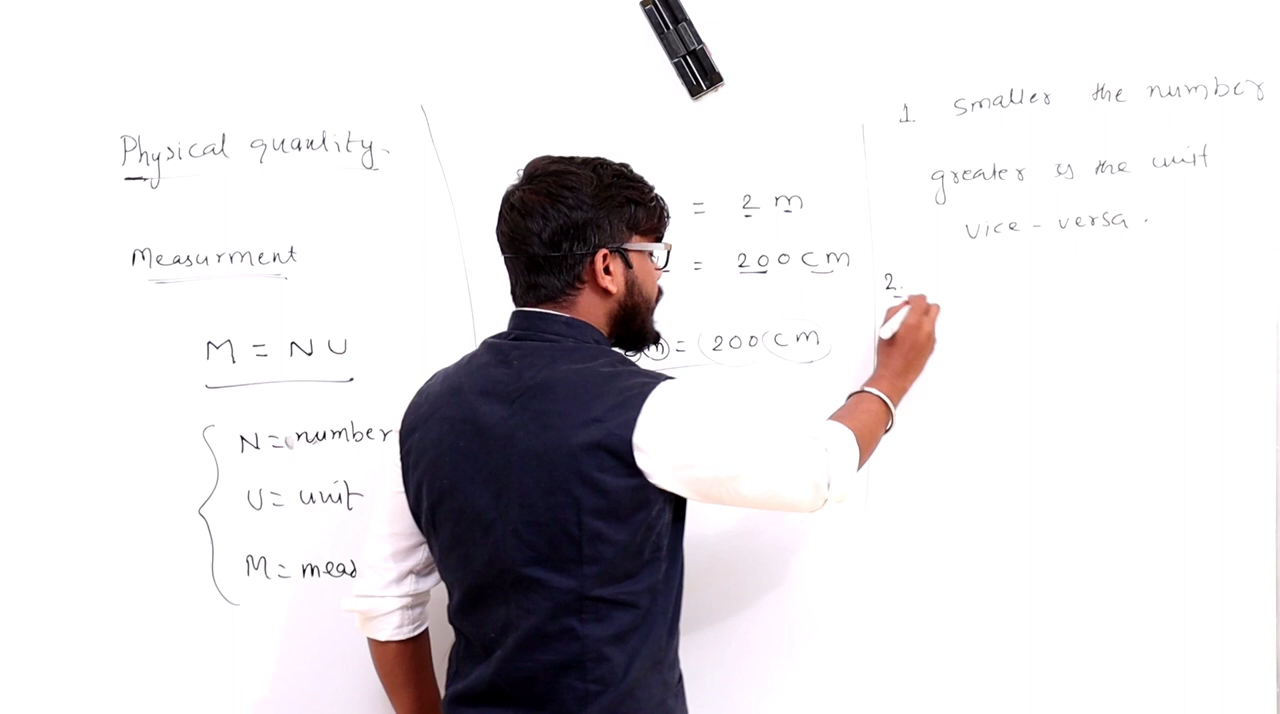 Physical quantity.
Measurment
M = NU
N = number
U = unit
M = meas
= 2 m
= 200 cm
m = 200 cm
1. Smaller the number
greater is the unit
vice - versa.
2.